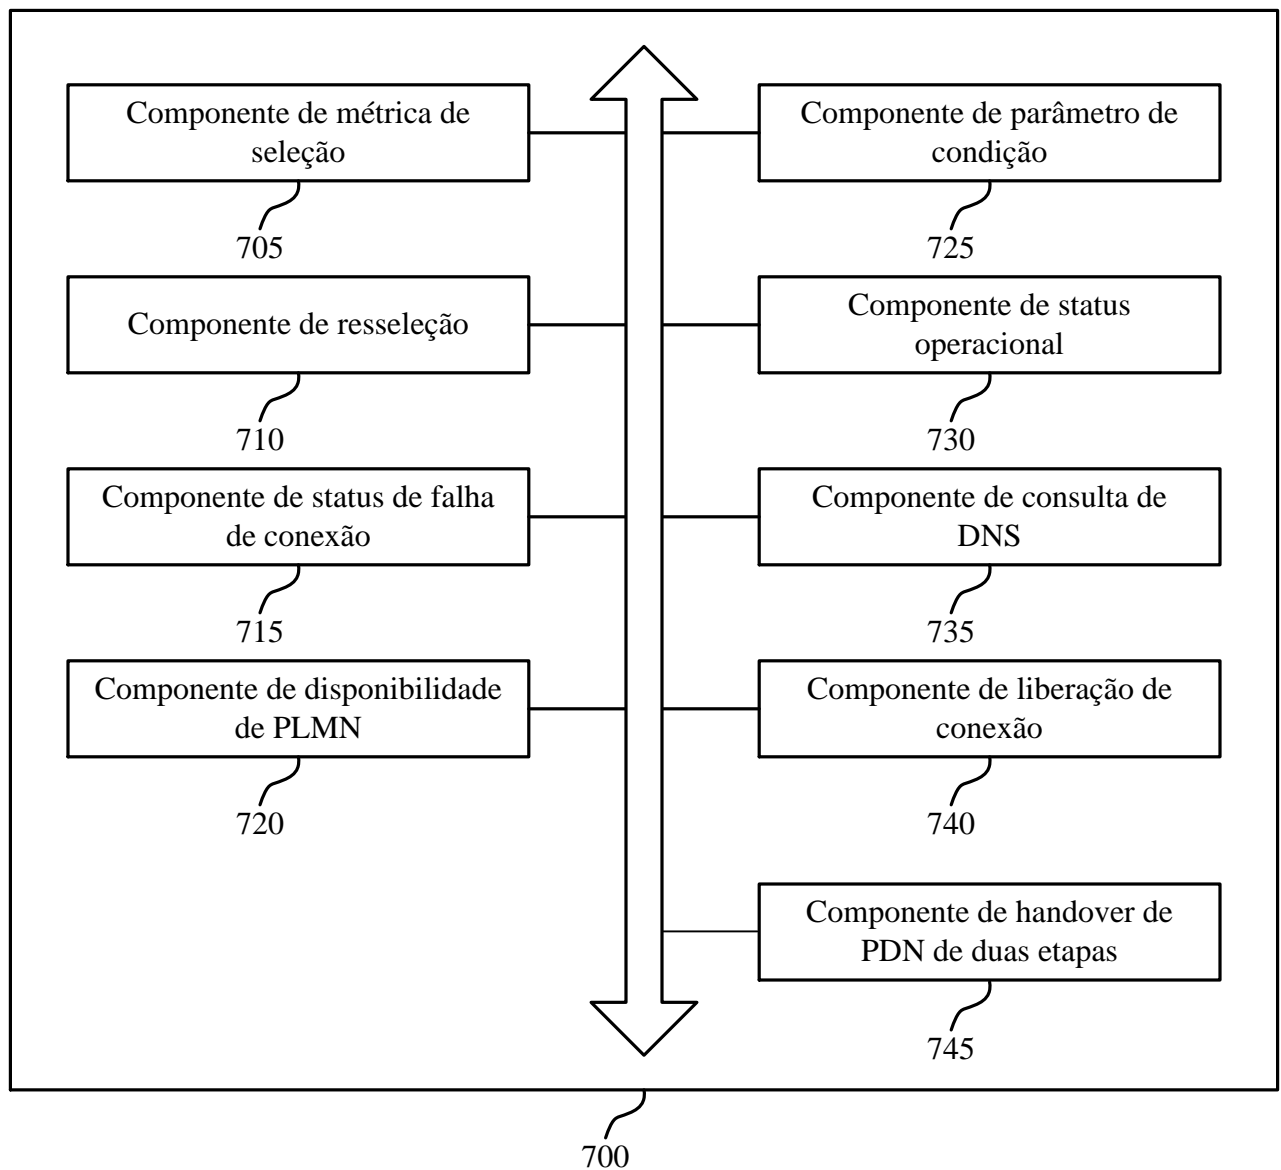 Componente de métrica de
seleção
705
Componente de resseleção
710
Componente de status de falha
de conexão
715
Componente de disponibilidade
de PLMN
720
Componente de parâmetro de
condição
725
Componente de status
operacional
730
Componente de consulta de
DNS
735
Componente de liberação de
conexão
740
Componente de handover de
PDN de duas etapas
745
700